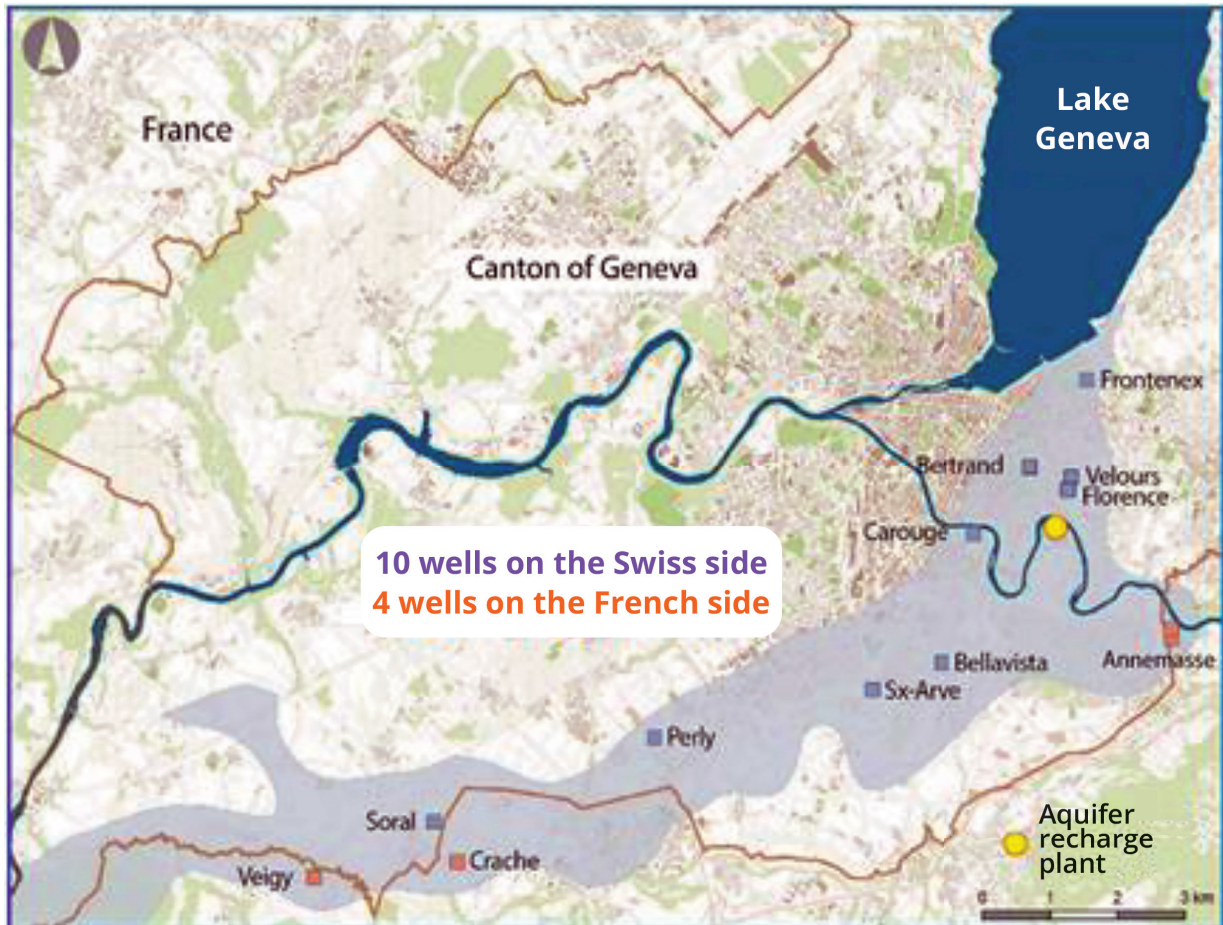 Lake
Geneva
France
Canton of Geneva
Frontenex
Bertrand
Velours
Florence
Carouge
10 wells on the Swiss side
4 wells on the French side
Bellavista
Annemasse
Sx-Arve
Perly
Soral
Crache
Veigy
Aquifer
recharge
plant
0 1 2 3 km